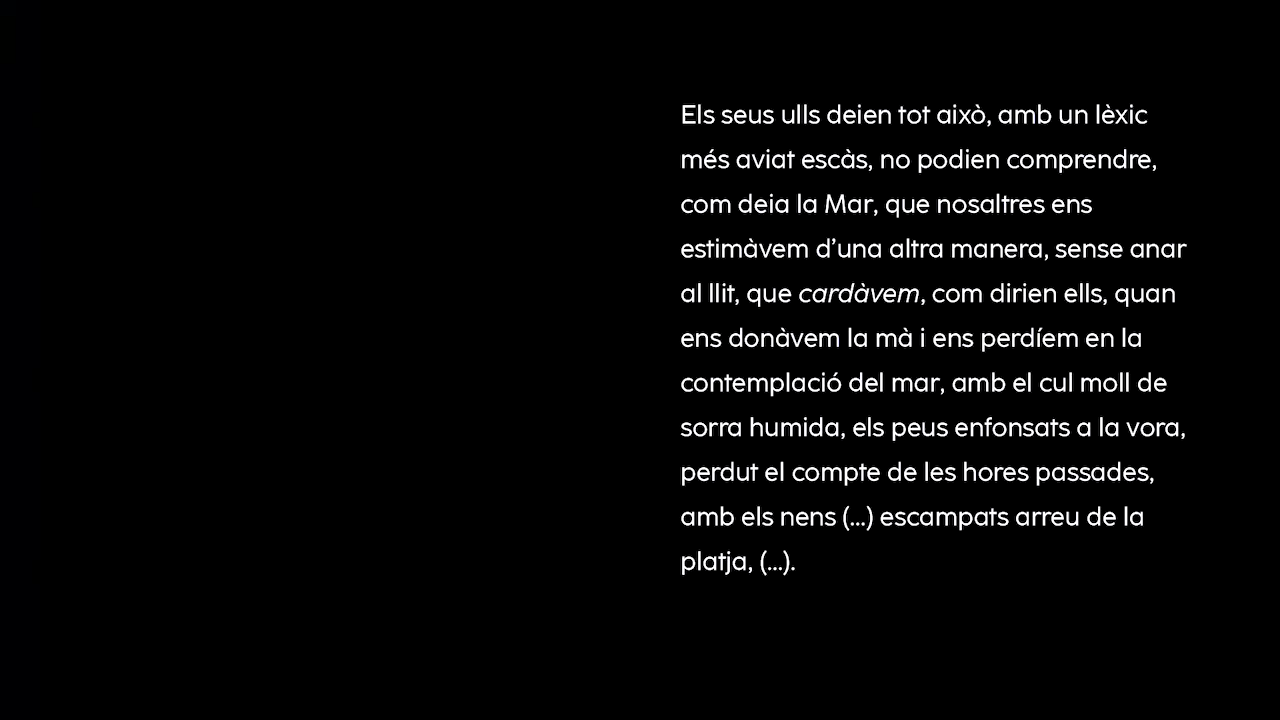 Els seus ulls deien tot això, amb un lèxic
més aviat escàs, no podien comprendre,
com deia la Mar, que nosaltres ens
estimàvem d’una altra manera, sense anar
al llit, que cardàvem, com dirien ells, quan
ens donàvem la mà i ens perdíem en la
contemplació del mar, amb el cul moll de
sorra humida, els peus enfonsats a la vora,
perdut el compte de les hores passades,
amb els nens (...) escampats arreu de la
platja, (...).